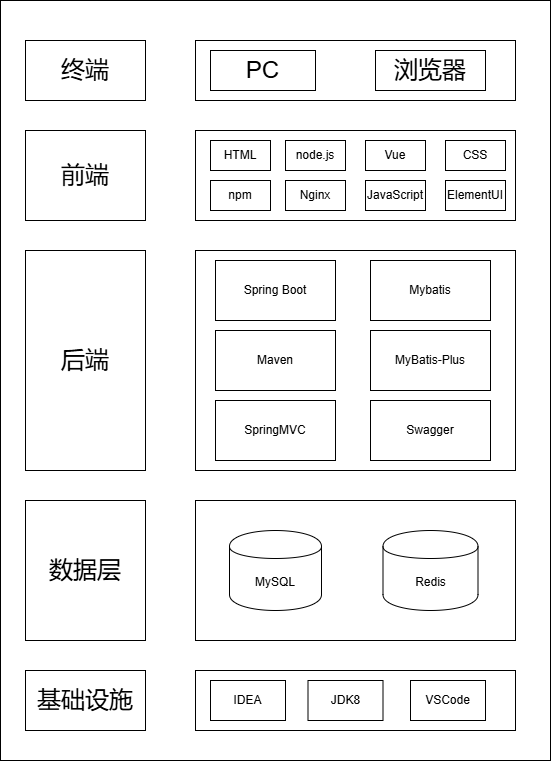 终端
PC
浏览器
前端
HTML
node.js
Vue
CSS
npm
Nginx
JavaScript
ElementUI
后端
Spring Boot
Mybatis
Maven
MyBatis-Plus
SpringMVC
Swagger
数据层
MySQL
Redis
基础设施
IDEA
JDK8
VSCode